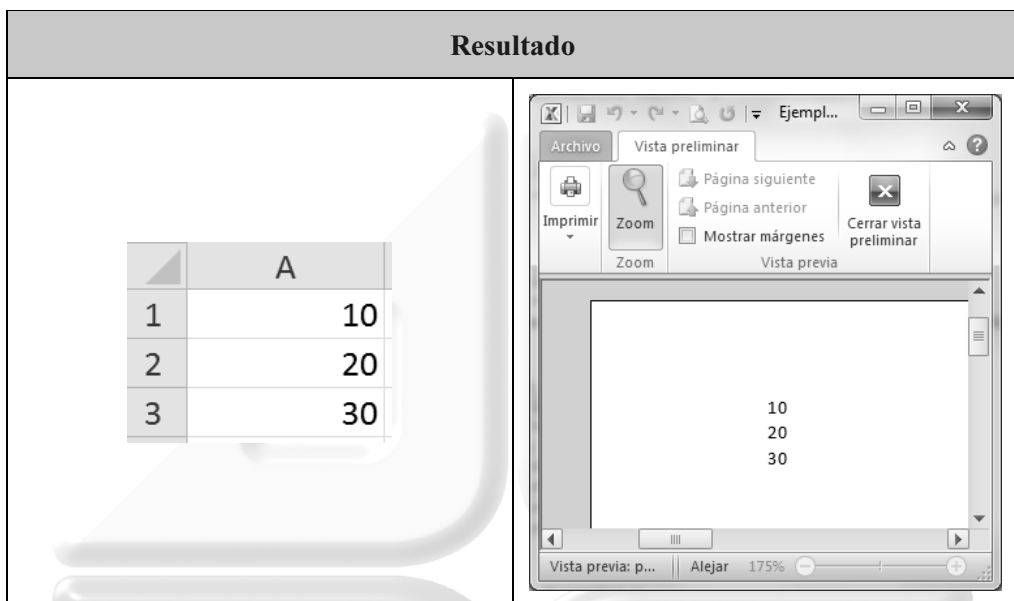 Resultado
A
1 10
2 20
3 30
Ejempl...
Archivo Vista preliminar
Imprimir
Zoom
Página siguiente
Página anterior
Mostrar márgenes
Cerrar vista
preliminar
Zoom Vista previa
10
20
30
Vista previa: p... Alejar 175%